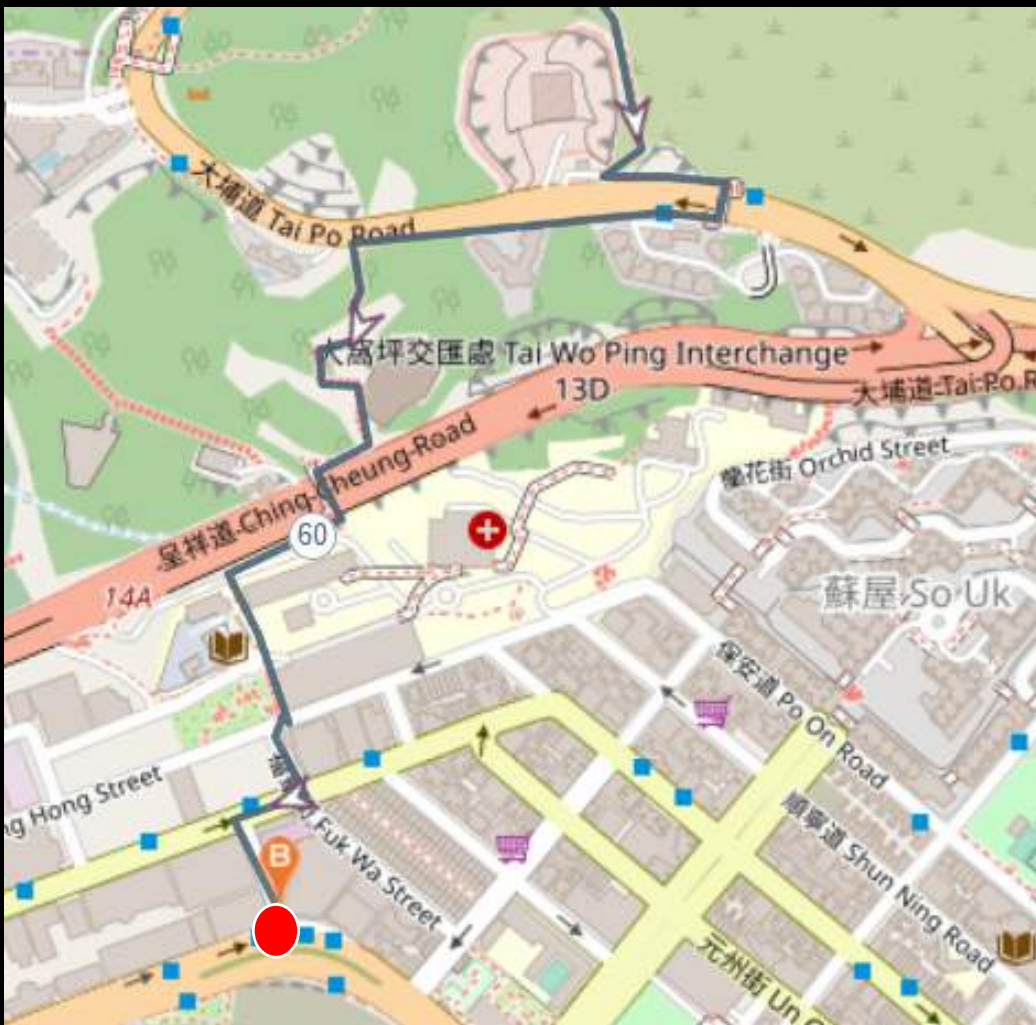 大埔道 Tai Po Road
大窩坪交匯處 Tai Wo Ping Interchange
13D
大埔道 Tai Po R
蘭花街 Orchid Street
呈祥道 Ching Cheung Road
60
14A
蘇屋 So Uk
保安道 Po On Road
ng Hong Street
順寧道 Shun Ning Road
B
Fuk Wa Street
元州街 Un C